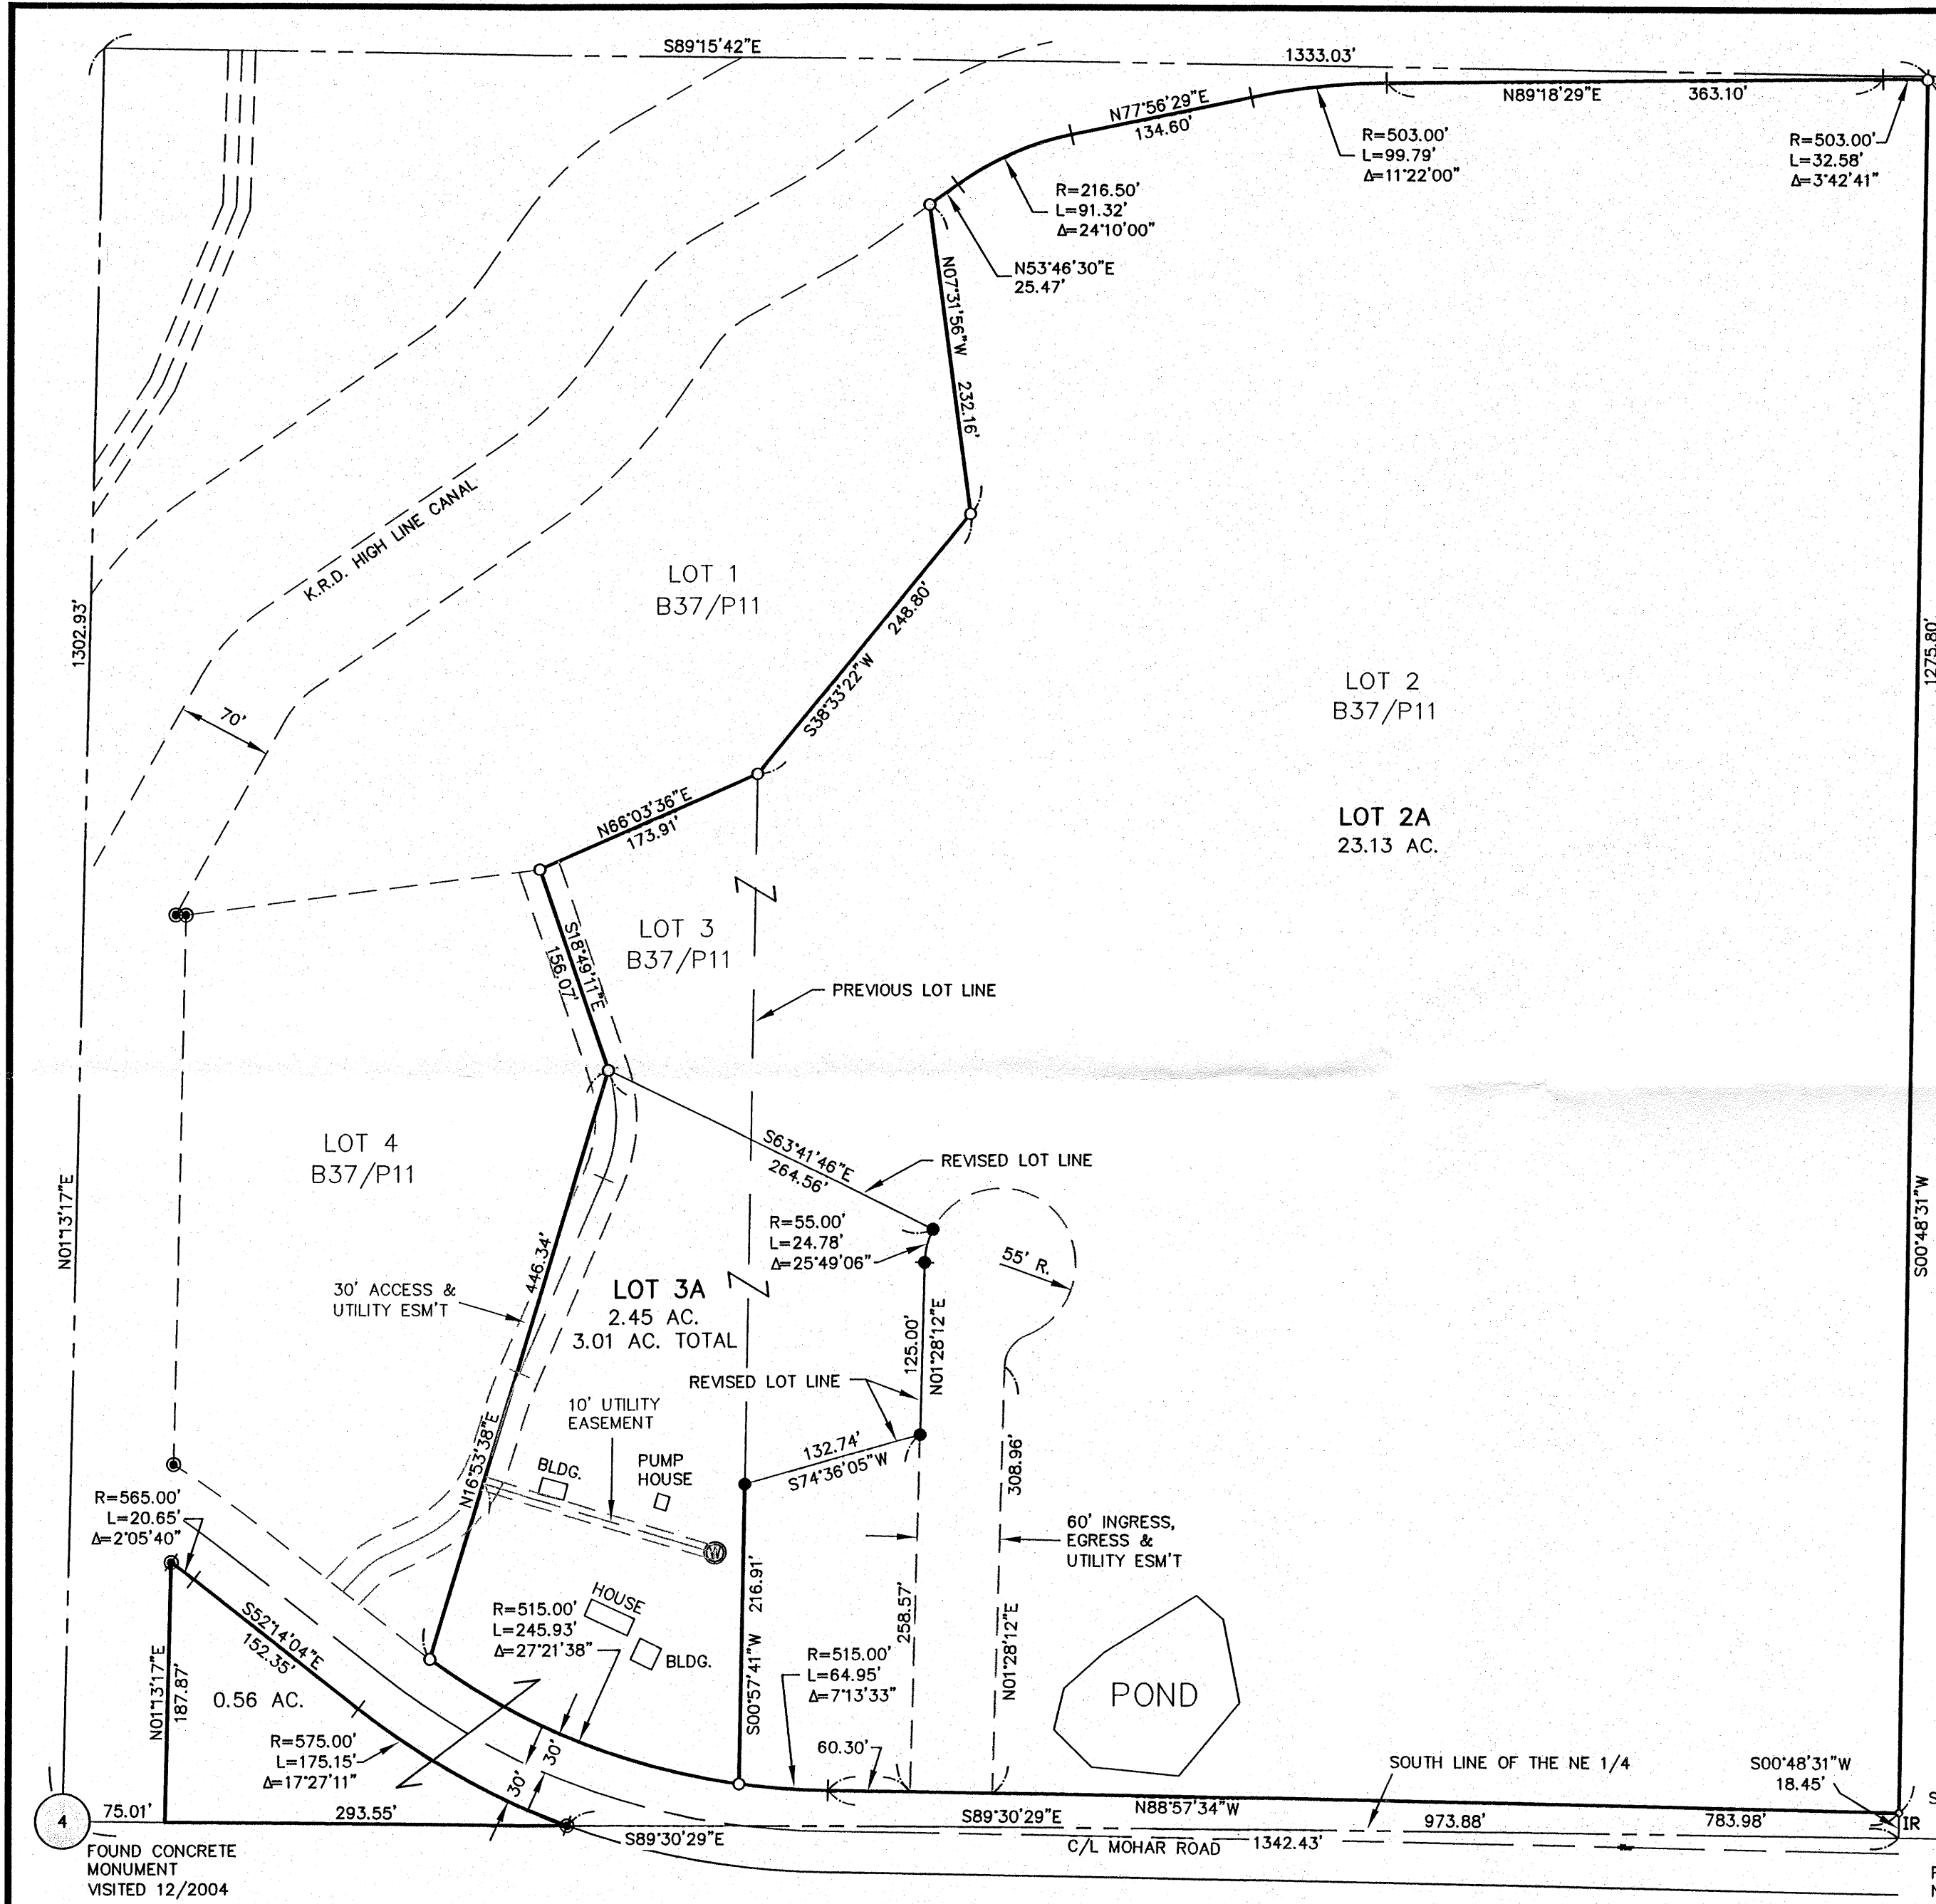 S89°15'42"E
1333.03'
N89°18'29"E
363.10'
N77°56'29"E
134.60'
R=503.00'
L=99.79'
Δ=11°22'00"
R=503.00'
L=32.58'
Δ=3°42'41"
R=216.50'
L=91.32'
Δ=24°10'00"
N53°46'30"E
25.47'
N07°31'56"W 232.16'
K.R.D. HIGH LINE CANAL
LOT 1
B37/P11
248.80'
S38°33'22"W
1302.93'
1275.80'
LOT 2
B37/P11
70'
LOT 2A
23.13 AC.
N66°03'36"E
173.91'
LOT 3
B37/P11
S18°49'11"E
156.07'
PREVIOUS LOT LINE
LOT 4
B37/P11
S63°41'46"E
264.56'
REVISED LOT LINE
N01°13'17"E
S00°48'31"W
R=55.00'
L=24.78'
Δ=25°49'06"
55' R.
446.34'
30' ACCESS &
UTILITY ESM'T
LOT 3A
2.45 AC.
3.01 AC. TOTAL
125.00'
N01°28'12"E
REVISED LOT LINE
10' UTILITY
EASEMENT
N16°53'38"E
132.74'
S74°36'05"W
BLDG.
PUMP
HOUSE
308.96'
R=565.00'
L=20.65'
Δ=2°05'40"
60' INGRESS,
EGRESS &
UTILITY ESM'T
W
S00°57'41"W 216.91'
258.57'
N01°28'12"E
HOUSE
R=515.00'
L=245.93'
Δ=27°21'38"
BLDG.
S52°14'04"E
152.35'
N01°13'17"E
187.87'
0.56 AC.
R=515.00'
L=64.95'
Δ=7°13'33"
POND
R=575.00'
L=175.15'
Δ=17°27'11"
30'
30'
60.30'
SOUTH LINE OF THE NE 1/4
S00°48'31"W
18.45'
4
75.01'
293.55'
S89°30'29"E
S89°30'29"E
N88°57'34"W
973.88'
783.98'
IR
C/L MOHAR ROAD
1342.43'
FOUND CONCRETE
MONUMENT
VISITED 12/2004